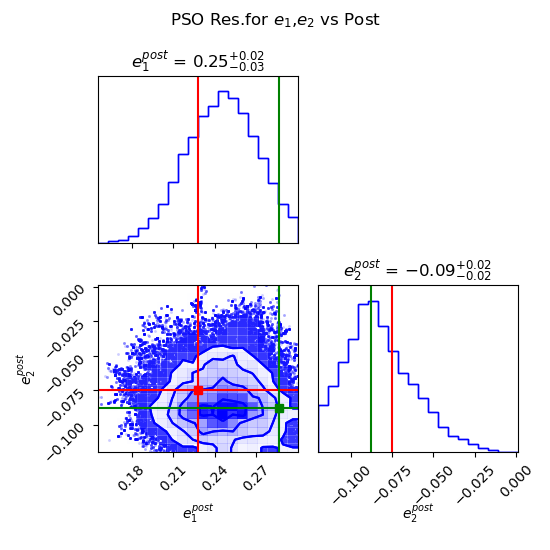 PSO Res.for e₁,e₂ vs Post
e₁ᵖᵒˢᵗ = 0.25⁺⁰·⁰²₋₀.₀₃
e₂ᵖᵒˢᵗ = −0.09⁺⁰·⁰²₋₀.₀₂
0.000
−0.025
−0.050
−0.075
−0.100
e₂ᵖᵒˢᵗ
0.18 0.21 0.24 0.27
−0.100 −0.075 −0.050 −0.025 0.000
e₁ᵖᵒˢᵗ
e₂ᵖᵒˢᵗ